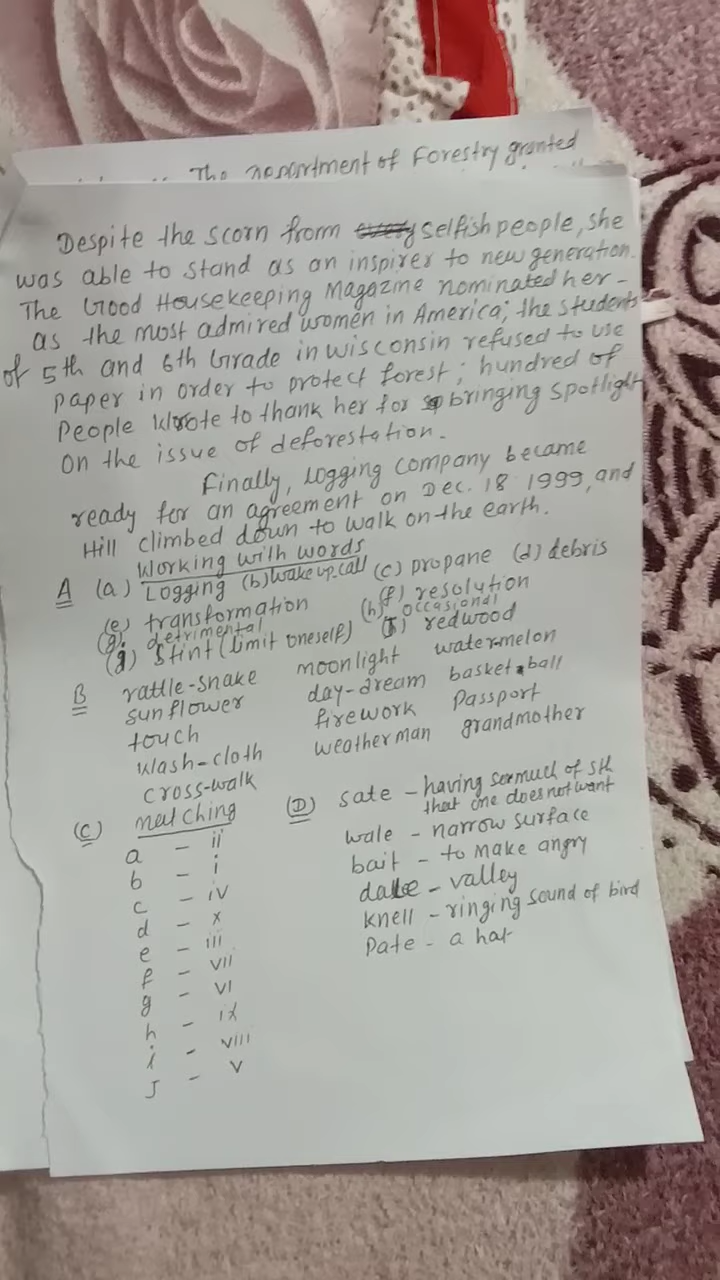 The Department of Forestry granted
Despite the scorn from every selfish people, she
was able to stand as an inspirer to new generation.
The Good Housekeeping Magazine nominated her -
as the most admired women in America; the students
of 5th and 6th Grade in Wisconsin refused to use
paper in order to protect forest; hundred of
People Wrote to thank her for bringing spotlight
on the issue of deforestation.
Finally, Logging company became
ready for an agreement on Dec. 18 1999, and
Hill climbed down to walk on the earth.
Working with words
A (a) Logging (b) wake up call (c) propane (d) debris
(e) transformation (f) resolution
(g) detrimental (h) occasional
(i) Stint (limit oneself) (j) redwood
B rattle-snake moonlight watermelon
sunflower day-dream basket ball
touch firework Passport
Wash-cloth weather man grandmother
cross-walk
(C) matching
a - ii
b - i
c - iv
d - x
e - iii
f - vii
g - vi
h - ix
i - viii
J - v
(D) sate - having so much of sth
that one does not want
wale - narrow surface
bait - to make angry
dale - valley
knell - ringing sound of bird
Pate - a hat